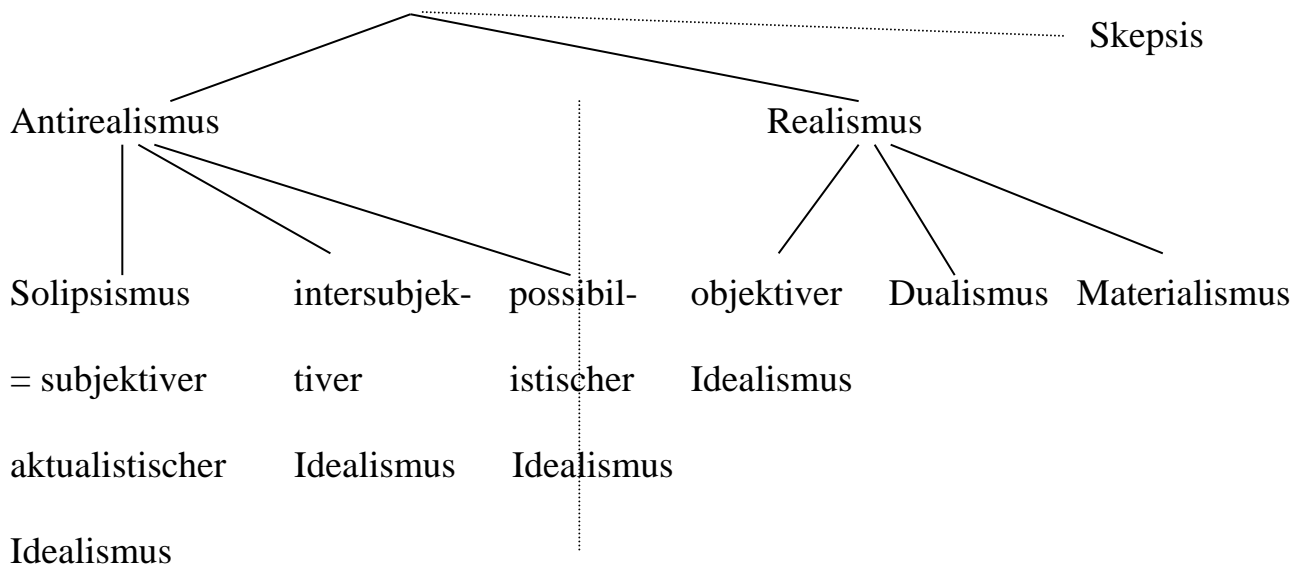 Skepsis
Antirealismus Realismus
Solipsismus intersubjek- possibil- objektiver Dualismus Materialismus
= subjektiver tiver istischer Idealismus
aktualistischer Idealismus Idealismus
Idealismus